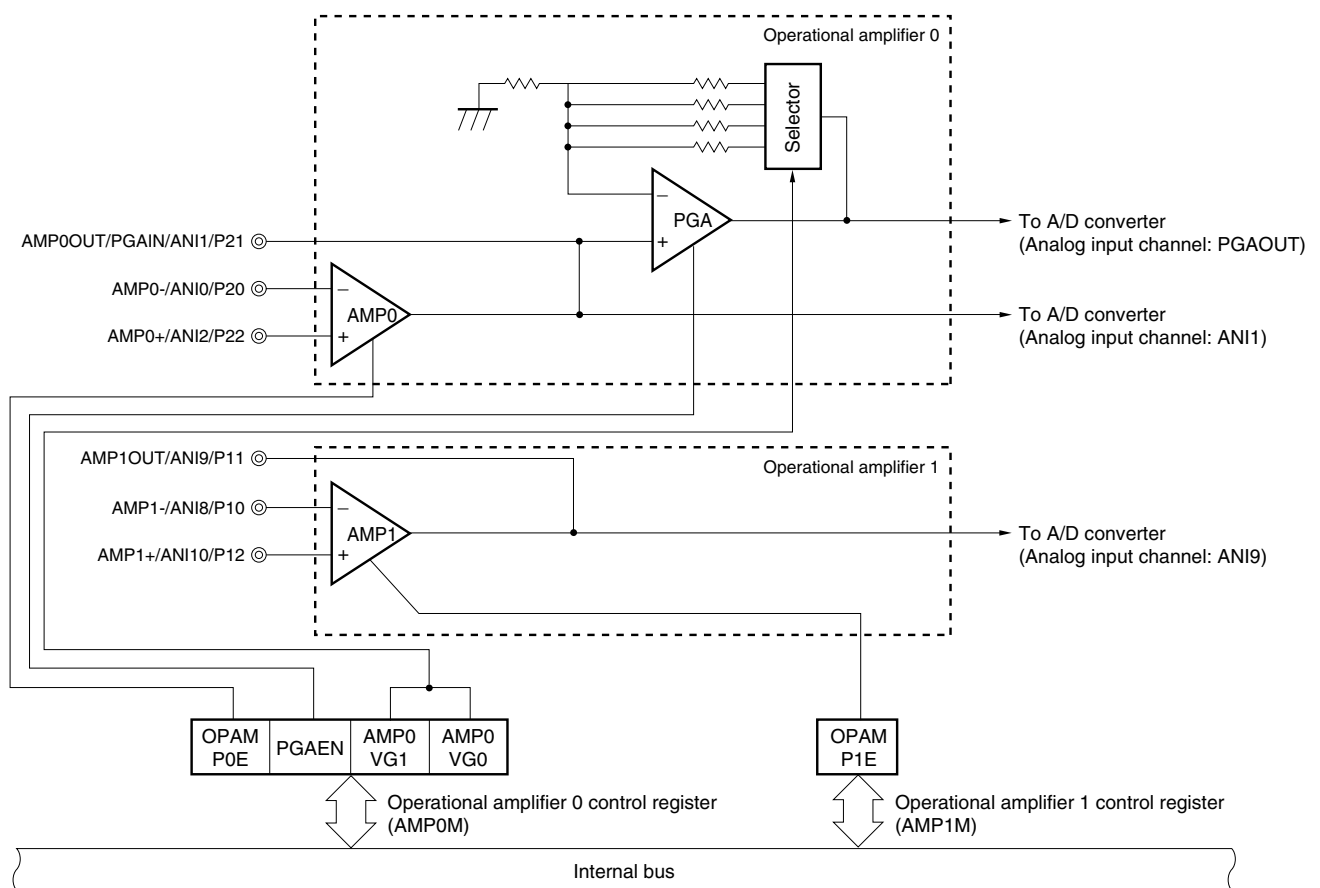 Operational amplifier 0
Selector
−
PGA
+
To A/D converter
(Analog input channel: PGAOUT)
AMP0OUT/PGAIN/ANI1/P21
AMP0-/ANI0/P20
−
AMP0
To A/D converter
(Analog input channel: ANI1)
AMP0+/ANI2/P22
+
AMP1OUT/ANI9/P11
Operational amplifier 1
AMP1-/ANI8/P10
−
AMP1
To A/D converter
(Analog input channel: ANI9)
AMP1+/ANI10/P12
+
OPAM
P0E
PGAEN
AMP0
VG1
AMP0
VG0
OPAM
P1E
Operational amplifier 0 control register
(AMP0M)
Operational amplifier 1 control register
(AMP1M)
Internal bus